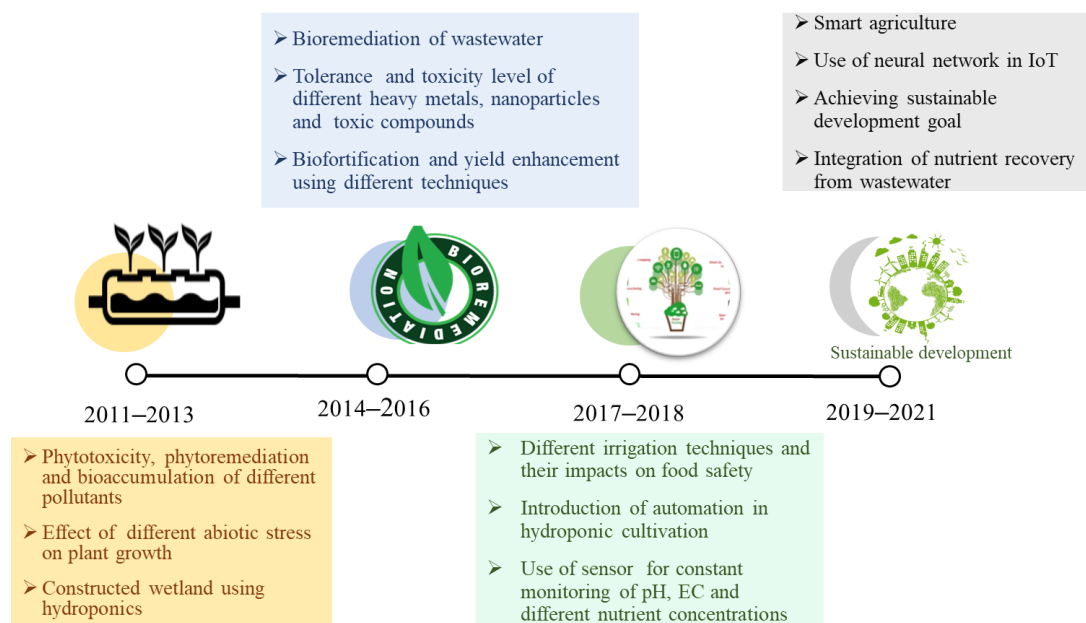 ➢ Bioremediation of wastewater
➢ Tolerance and toxicity level of
different heavy metals, nanoparticles
and toxic compounds
➢ Biofortification and yield enhancement
using different techniques
➢ Smart agriculture
➢ Use of neural network in IoT
➢ Achieving sustainable
development goal
➢ Integration of nutrient recovery
from wastewater
BIOREMEDIATION
Sustainable development
2011–2013
2014–2016
2017–2018
2019–2021
➢ Phytotoxicity, phytoremediation
and bioaccumulation of different
pollutants
➢ Effect of different abiotic stress
on plant growth
➢ Constructed wetland using
hydroponics
➢ Different irrigation techniques and
their impacts on food safety
➢ Introduction of automation in
hydroponic cultivation
➢ Use of sensor for constant
monitoring of pH, EC and
different nutrient concentrations